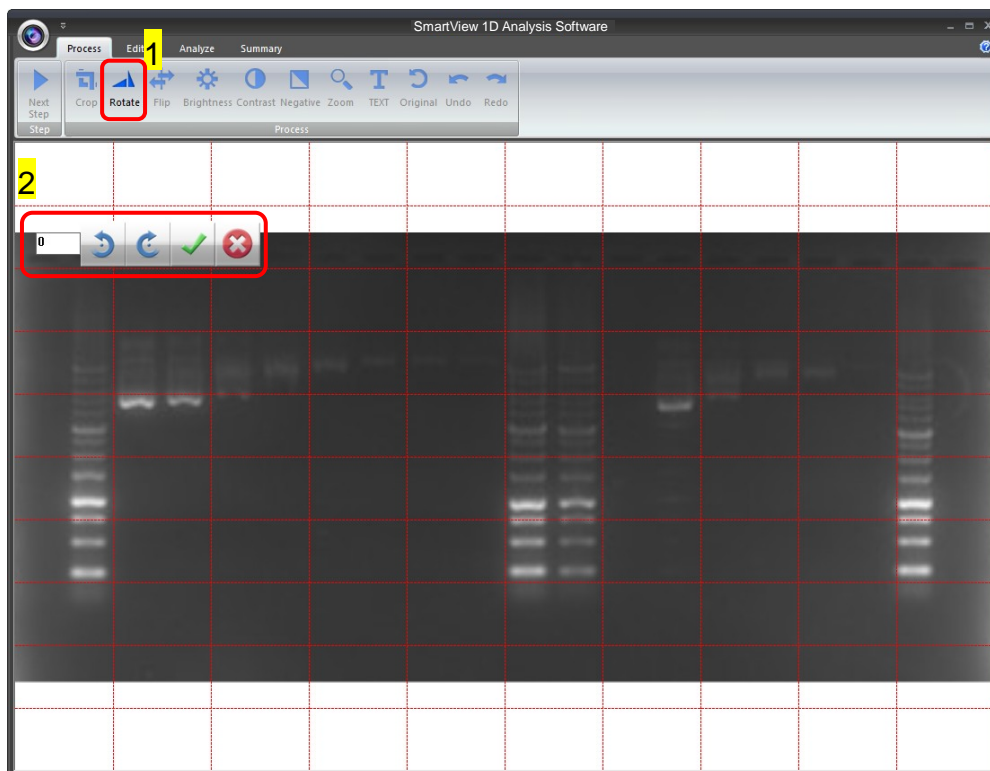 SmartView 1D Analysis Software
Process Edit Analyze Summary
1
Next Step Crop Rotate Flip Brightness Contrast Negative Zoom TEXT Original Undo Redo
Step Process
2
0